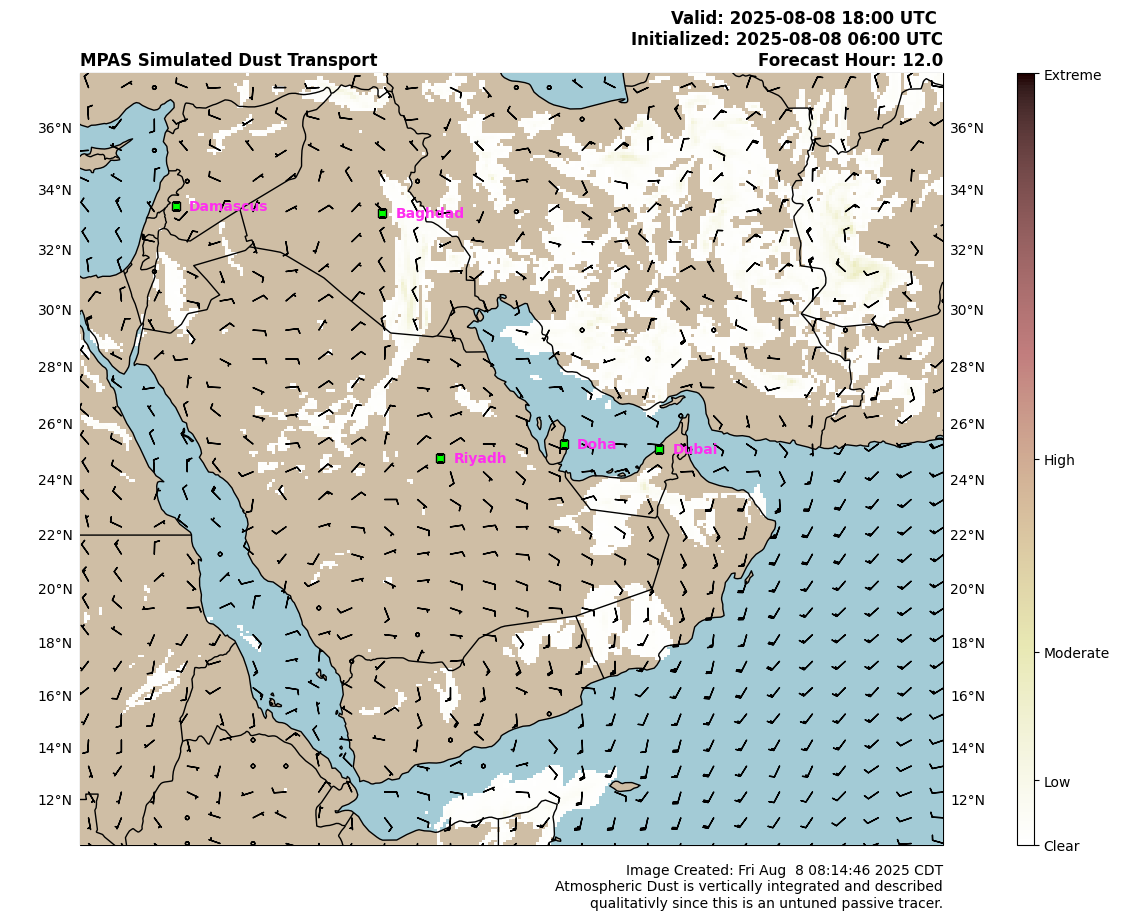 Valid: 2025-08-08 18:00 UTC
Initialized: 2025-08-08 06:00 UTC
MPAS Simulated Dust Transport Forecast Hour: 12.0
Extreme
36°N 36°N
34°N 34°N
Damascus
Baghdad
32°N 32°N
30°N 30°N
28°N 28°N
26°N 26°N
Doha
Dubai
Riyadh
High
24°N 24°N
22°N 22°N
20°N 20°N
18°N 18°N
Moderate
16°N 16°N
14°N 14°N
Low
12°N 12°N
Clear
Image Created: Fri Aug  8 08:14:46 2025 CDT
Atmospheric Dust is vertically integrated and described
qualitativly since this is an untuned passive tracer.